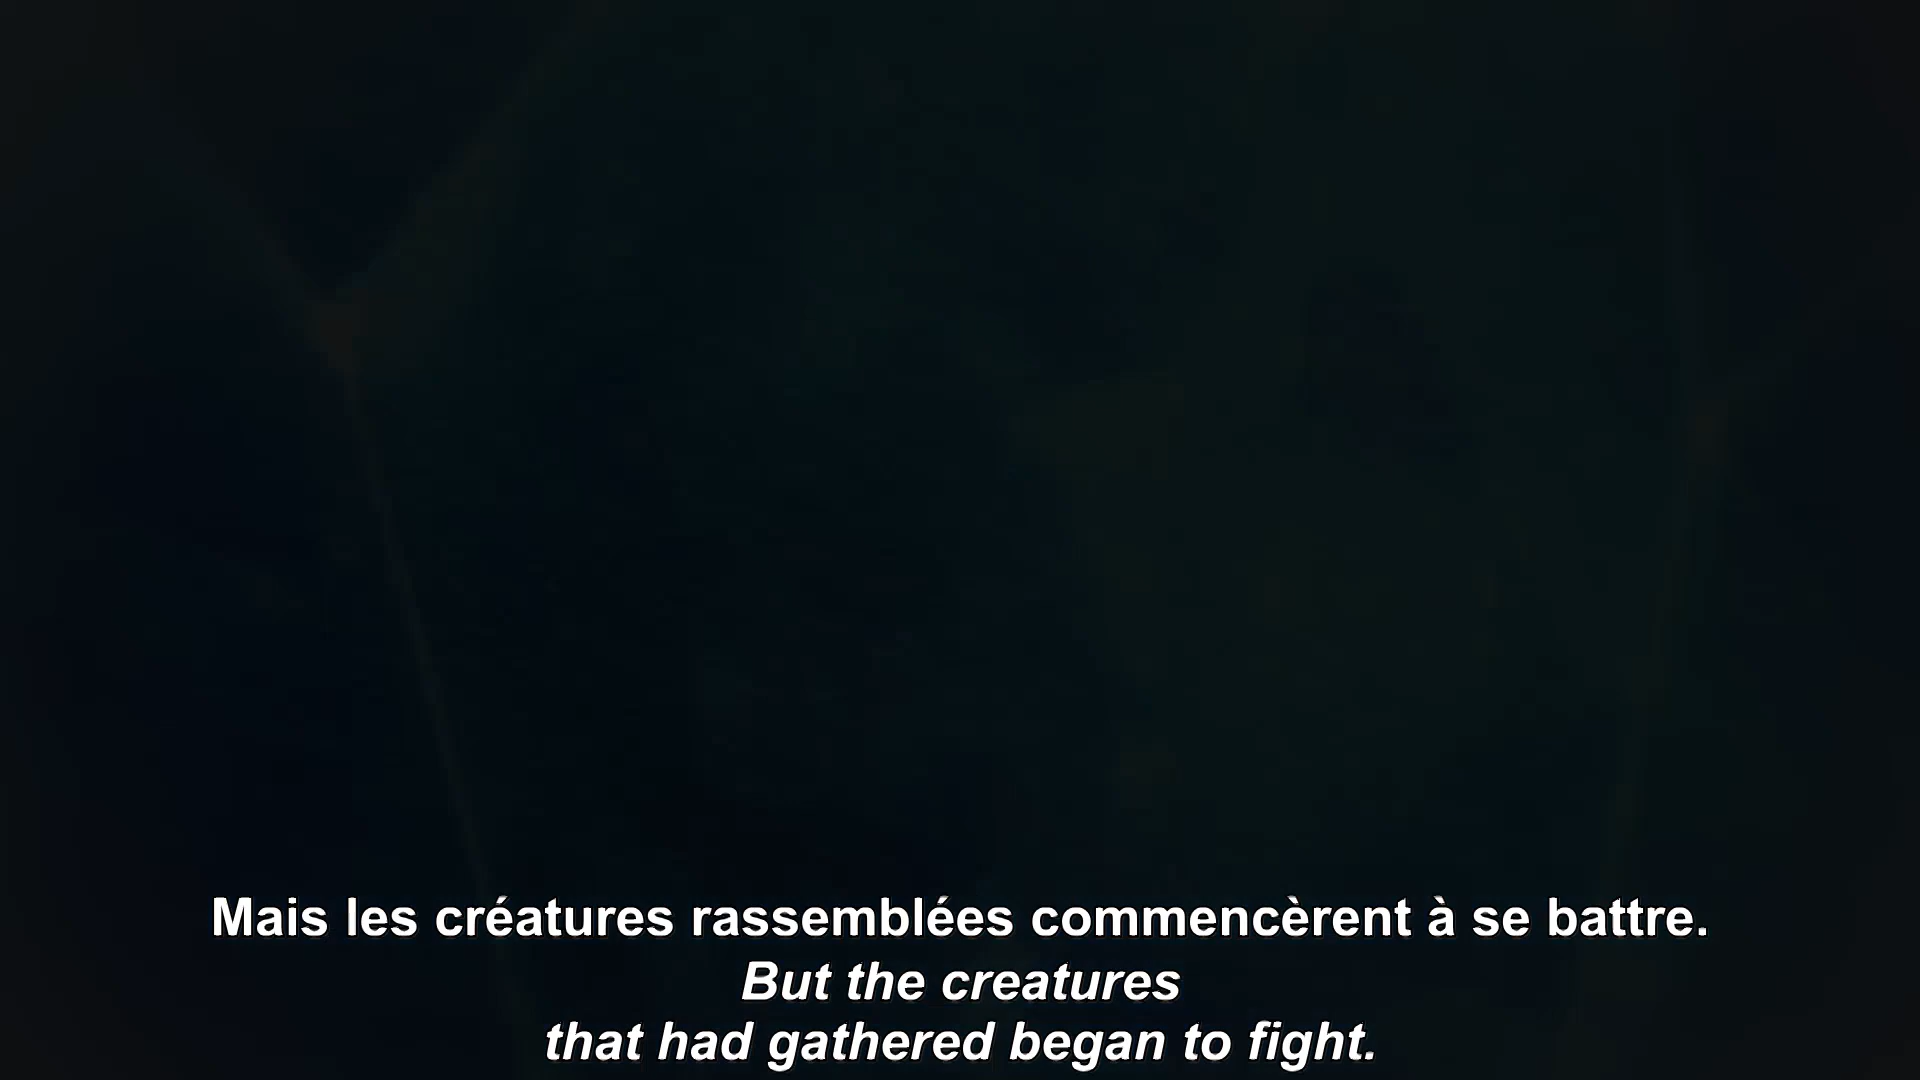 Mais les créatures rassemblées commencèrent à se battre.
But the creatures
that had gathered began to fight.